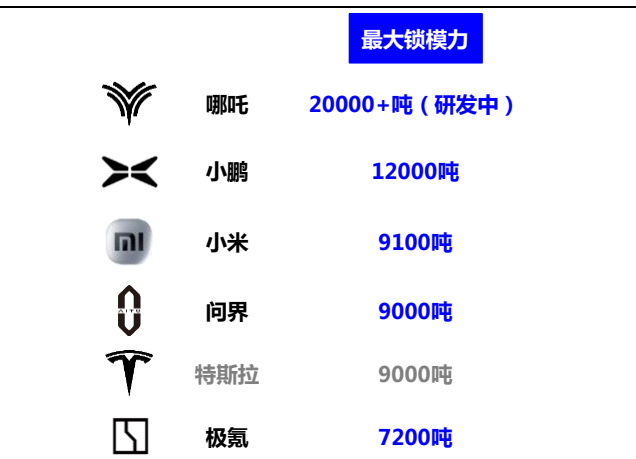 最大锁模力
哪吒 20000+吨（研发中）
小鹏 12000吨
小米 9100吨
AITO
问界 9000吨
特斯拉 9000吨
极氪 7200吨